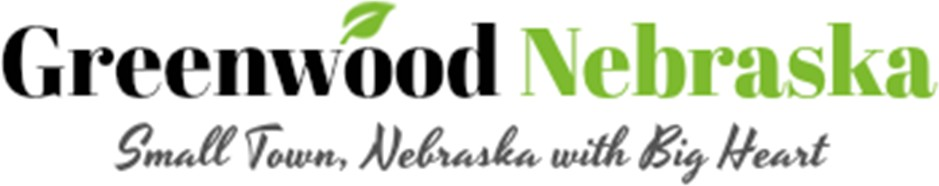 Greenwood Nebraska
Small Town, Nebraska with Big Heart